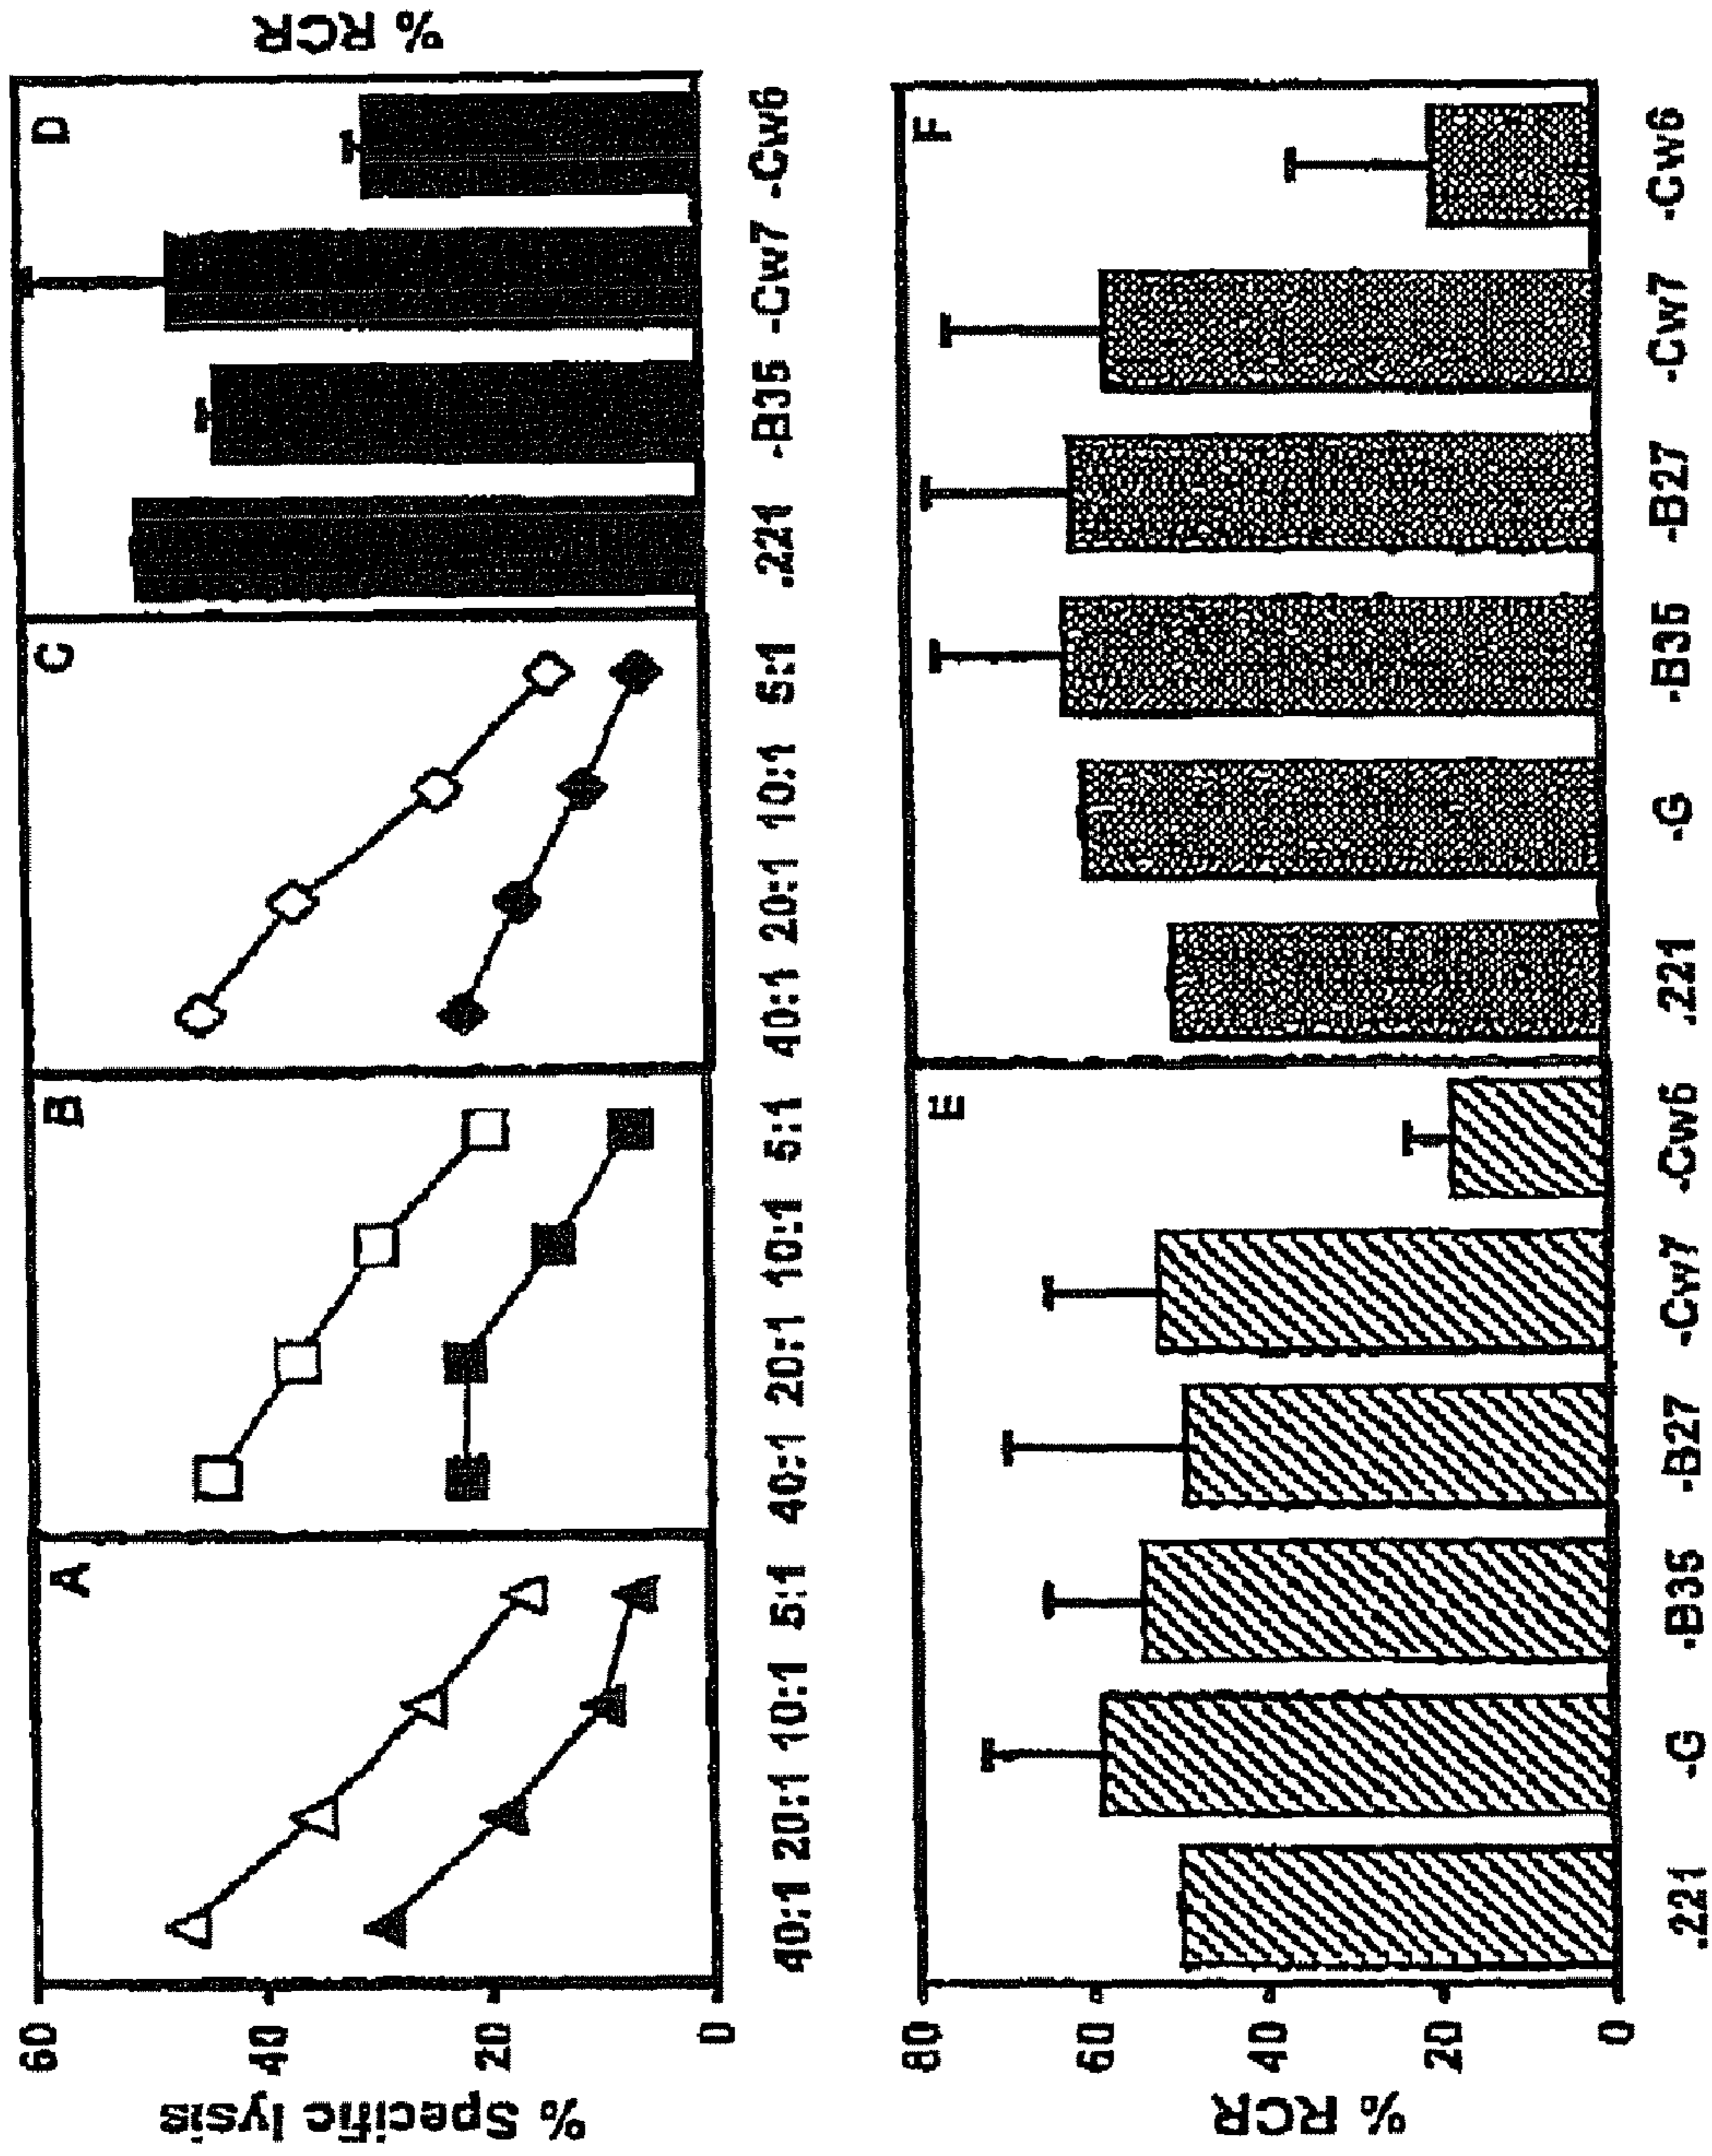 % Specific lysis
60
40
20
0
A
B
C
D
% RCR
40:1 20:1 10:1 5:1
40:1 20:1 10:1 5:1
40:1 20:1 10:1 5:1
.221 -B35 -Cw7 -Cw6
% RCR
80
60
40
20
0
E
F
.221 -G -B35 -B27 -Cw7 -Cw6
.221 -G -B35 -B27 -Cw7 -Cw6